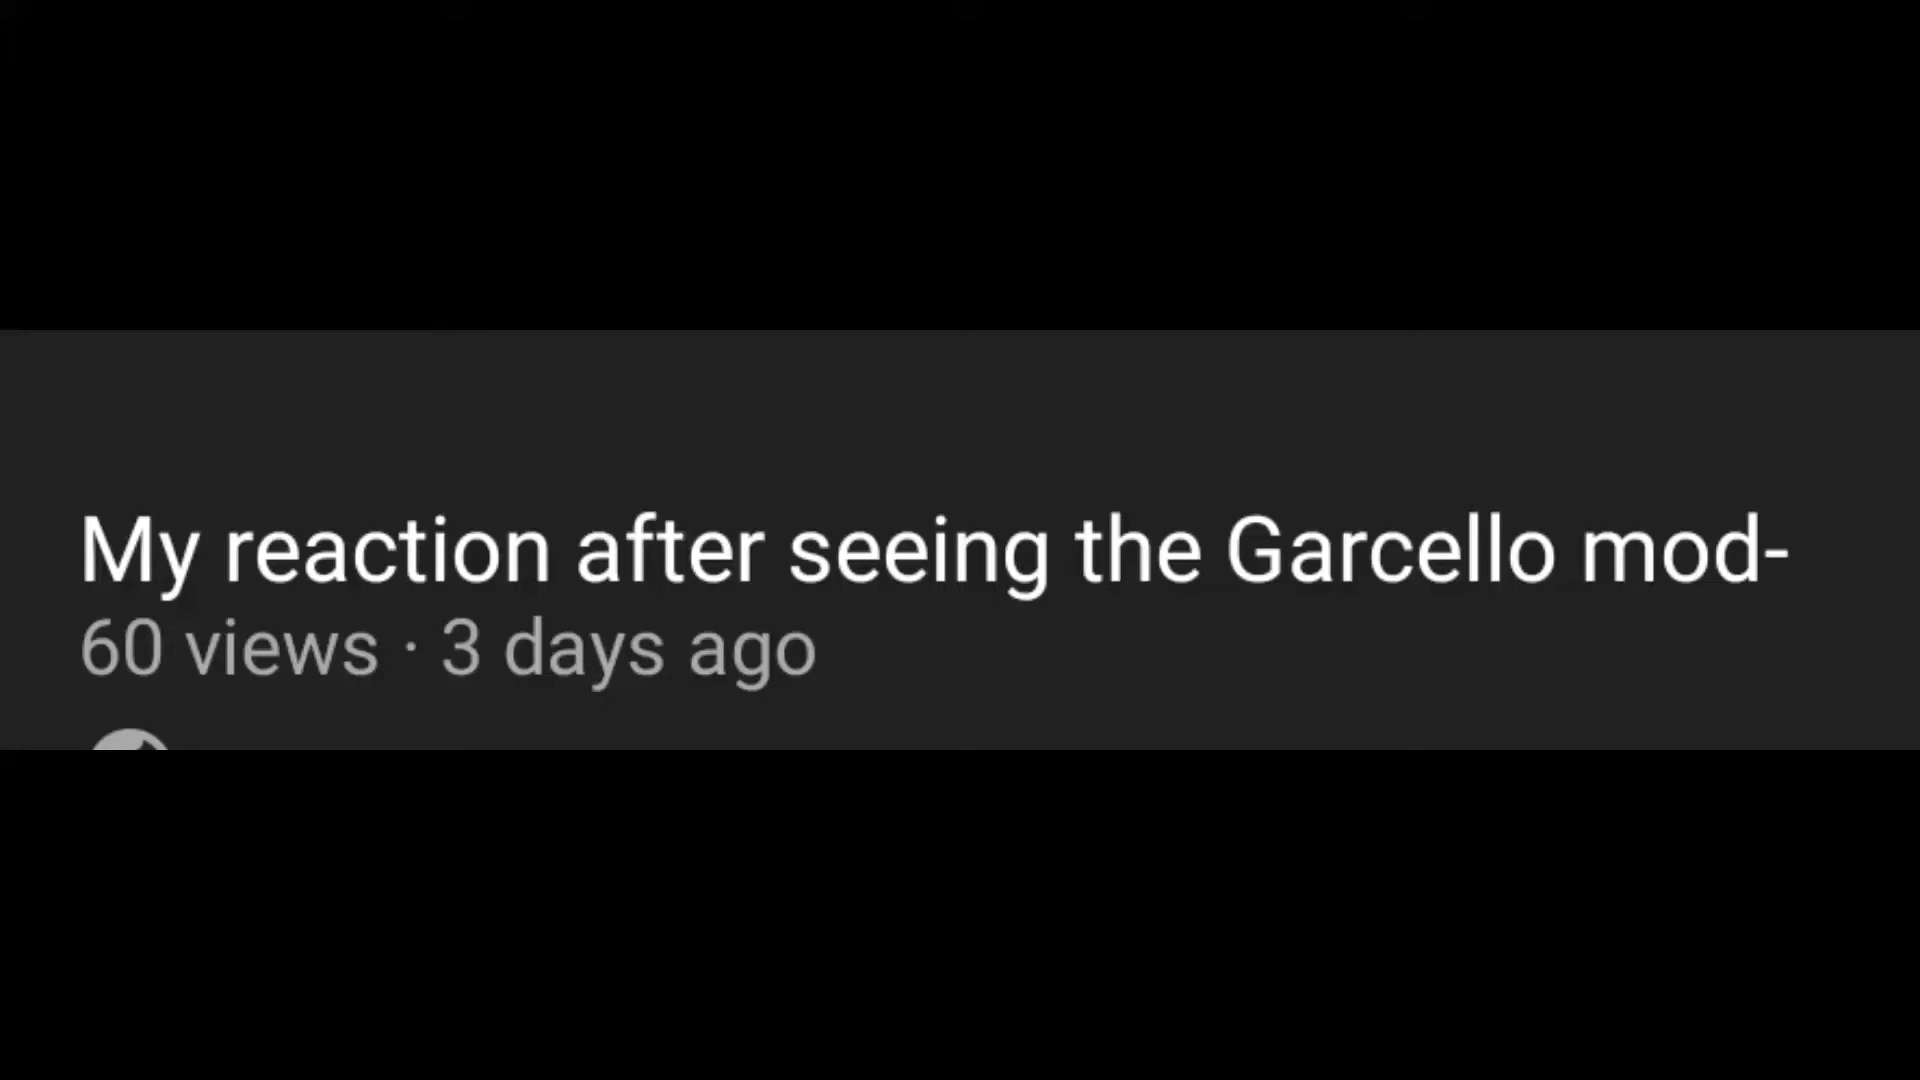 My reaction after seeing the Garcello mod-
60 views · 3 days ago